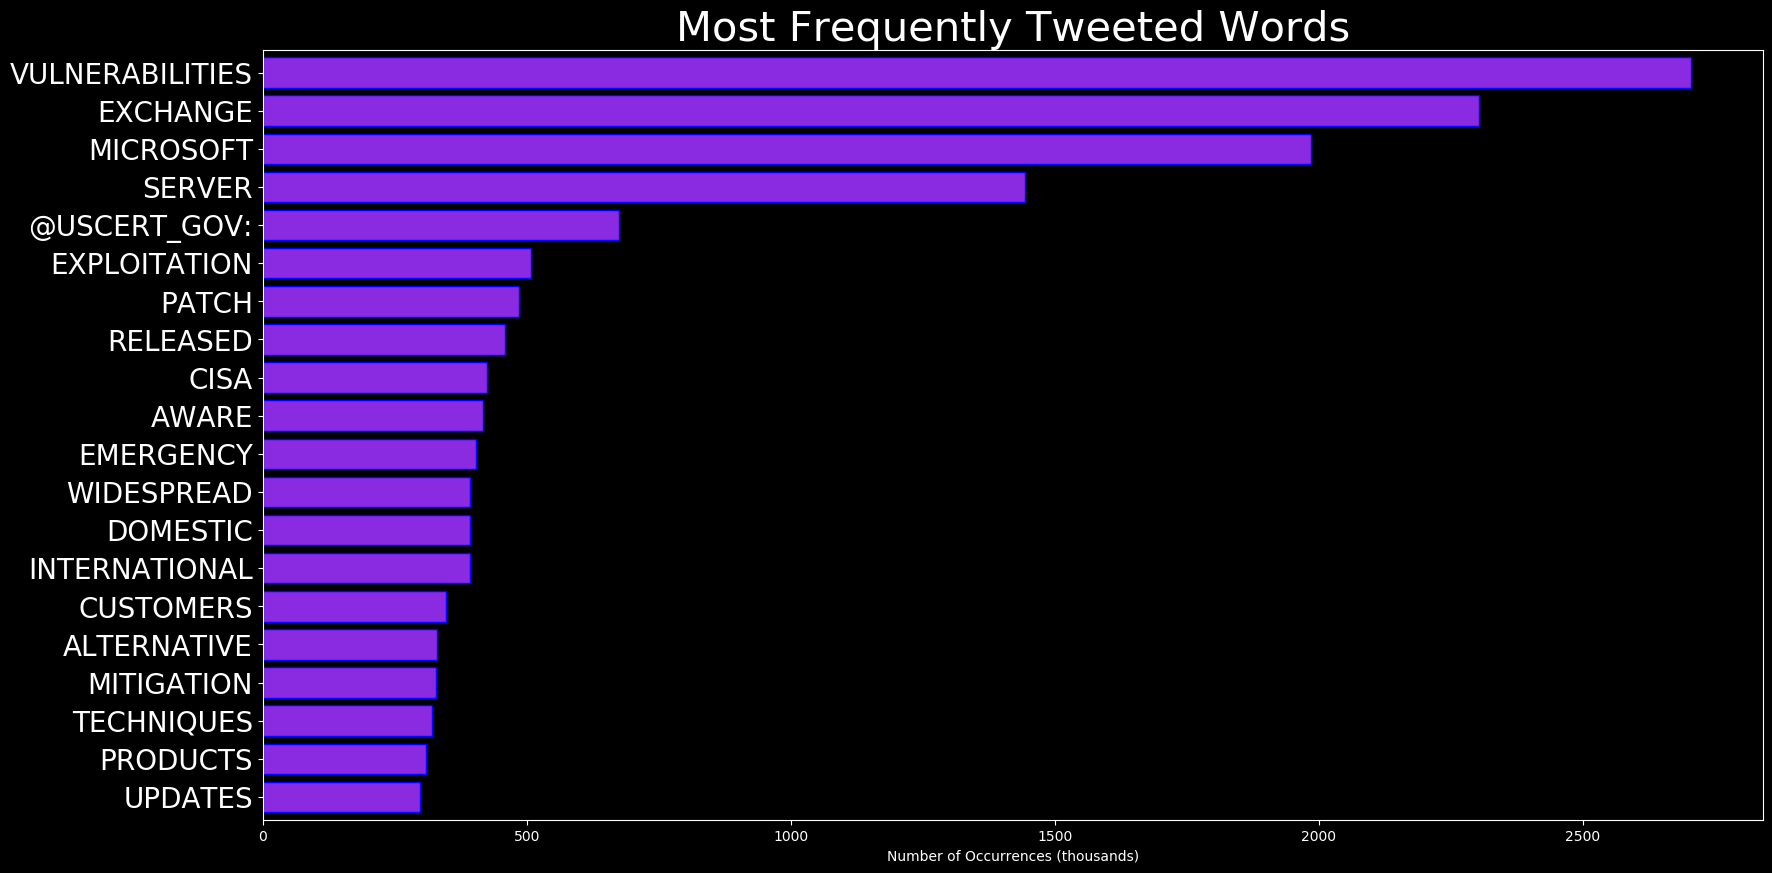 Most Frequently Tweeted Words
VULNERABILITIES
EXCHANGE
MICROSOFT
SERVER
@USCERT_GOV:
EXPLOITATION
PATCH
RELEASED
CISA
AWARE
EMERGENCY
WIDESPREAD
DOMESTIC
INTERNATIONAL
CUSTOMERS
ALTERNATIVE
MITIGATION
TECHNIQUES
PRODUCTS
UPDATES
0 500 1000 1500 2000 2500
Number of Occurrences (thousands)